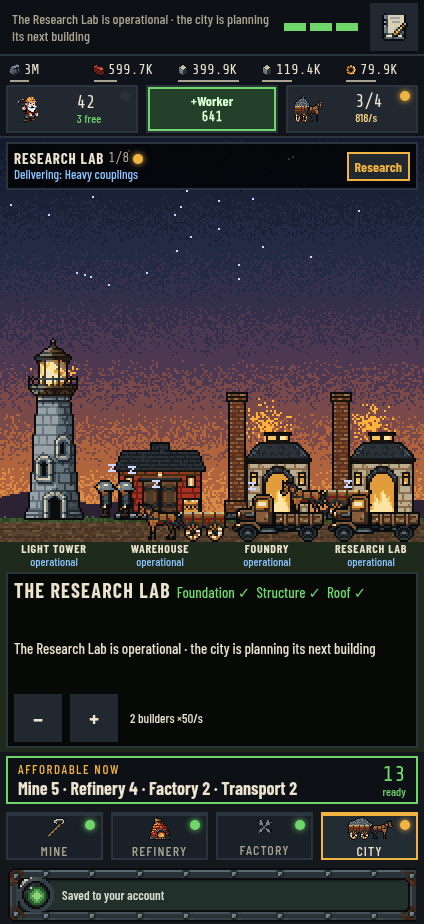 The Research Lab is operational · the city is planning
its next building
3M
599.7K
399.9K
119.4K
79.9K
42
3 free
+Worker
641
3/4
818/s
RESEARCH LAB 1/8
Delivering: Heavy couplings
Research
z
z
z
z
z
LIGHT TOWER
WAREHOUSE
FOUNDRY
RESEARCH LAB
operational
operational
operational
operational
THE RESEARCH LAB Foundation ✓ Structure ✓ Roof ✓
The Research Lab is operational · the city is planning its next building
−
+
2 builders ×50/s
AFFORDABLE NOW
Mine 5 · Refinery 4 · Factory 2 · Transport 2
13
ready
MINE
REFINERY
FACTORY
CITY
Saved to your account